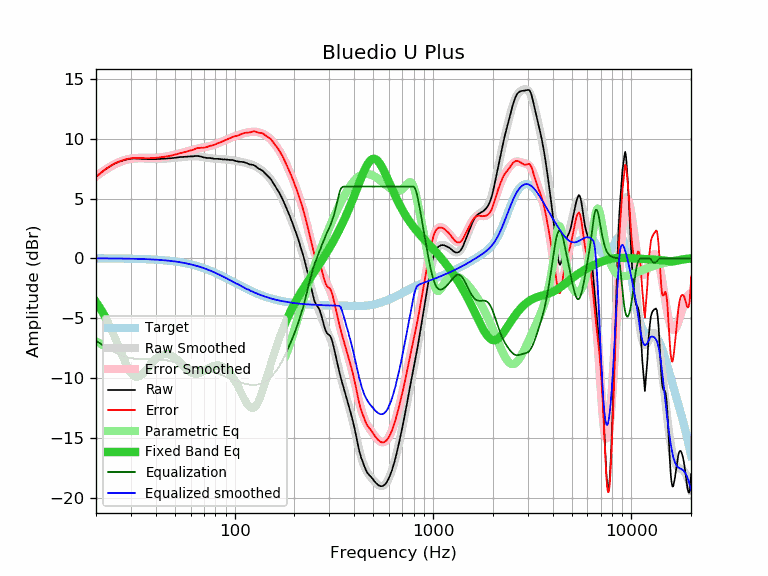 Bluedio U Plus
Amplitude (dBr)
15
10
5
0
−5
−10
−15
−20
Target
Raw Smoothed
Error Smoothed
Raw
Error
Parametric Eq
Fixed Band Eq
Equalization
Equalized smoothed
100
1000
10000
Frequency (Hz)